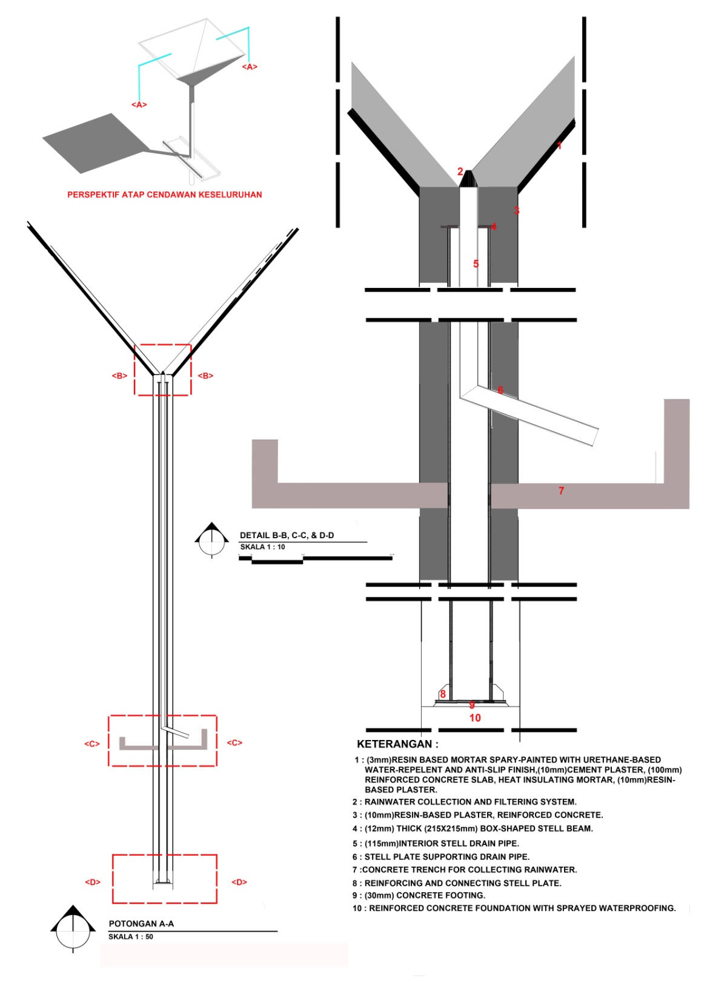 <A>
<A>
PERSPEKTIF ATAP CENDAWAN KESELURUHAN
1
2
3
4
5
<B>
<B>
6
7
DETAIL B-B, C-C, & D-D
SKALA 1 : 10
8
9
10
<C>
<C>
<D>
<D>
POTONGAN A-A
SKALA 1 : 50
KETERANGAN :
1 : (3mm)RESIN BASED MORTAR SPARY-PAINTED WITH URETHANE-BASED
WATER-REPELENT AND ANTI-SLIP FINISH,(10mm)CEMENT PLASTER, (100mm)
REINFORCED CONCRETE SLAB, HEAT INSULATING MORTAR, (10mm)RESIN-
BASED PLASTER.
2 : RAINWATER COLLECTION AND FILTERING SYSTEM.
3 : (10mm)RESIN-BASED PLASTER, REINFORCED CONCRETE.
4 : (12mm) THICK (215X215mm) BOX-SHAPED STELL BEAM.
5 : (115mm)INTERIOR STELL DRAIN PIPE.
6 : STELL PLATE SUPPORTING DRAIN PIPE.
7 :CONCRETE TRENCH FOR COLLECTING RAINWATER.
8 : REINFORCING AND CONNECTING STELL PLATE.
9 : (30mm) CONCRETE FOOTING.
10 : REINFORCED CONCRETE FOUNDATION WITH SPRAYED WATERPROOFING.